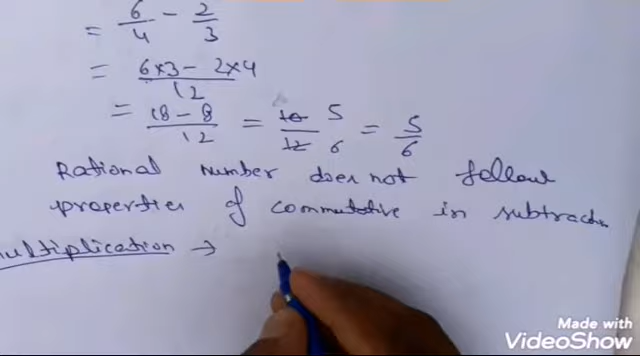 = 6/4 - 2/3
= 6×3 - 2×4 / 12
= 18 - 8 / 12 = 10 5 / 12 6 = 5/6
Rational number does not follow
properties of commutative in subtraction
multiplication →
Made with
VideoShow